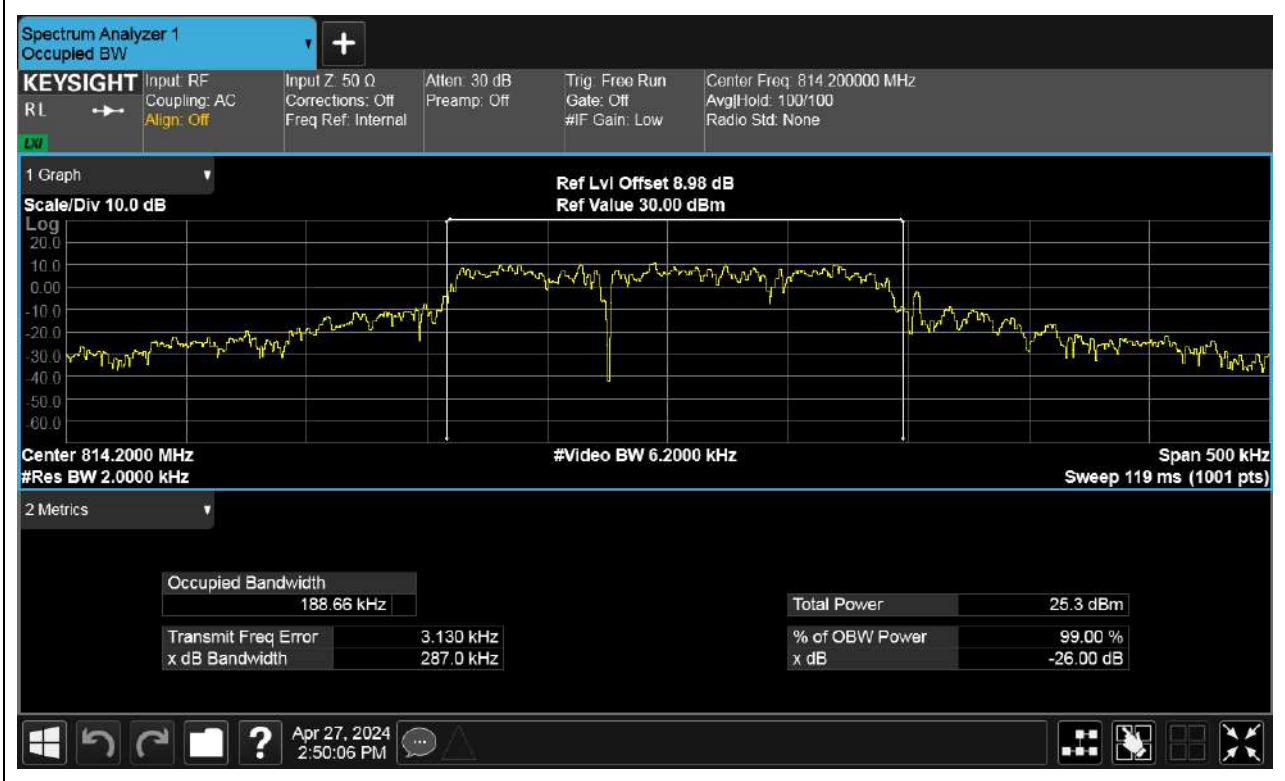 Spectrum Analyzer 1
Occupied BW
+
KEYSIGHT
RL
LXI
Input: RF
Coupling: AC
Align: Off
Input Z: 50 Ω
Corrections: Off
Freq Ref: Internal
Atten: 30 dB
Preamp: Off
Trig: Free Run
Gate: Off
#IF Gain: Low
Center Freq: 814.200000 MHz
Avg|Hold: 100/100
Radio Std: None
1 Graph
Scale/Div 10.0 dB
Ref Lvl Offset 8.98 dB
Ref Value 30.00 dBm
Log
20.0
10.0
0.00
-10.0
-20.0
-30.0
-40.0
-50.0
-60.0
Center 814.2000 MHz
#Video BW 6.2000 kHz
Span 500 kHz
#Res BW 2.0000 kHz
Sweep 119 ms (1001 pts)
2 Metrics
Occupied Bandwidth
188.66 kHz
Total Power 25.3 dBm
Transmit Freq Error 3.130 kHz
% of OBW Power 99.00 %
x dB Bandwidth 287.0 kHz
x dB -26.00 dB
?
Apr 27, 2024
2:50:06 PM